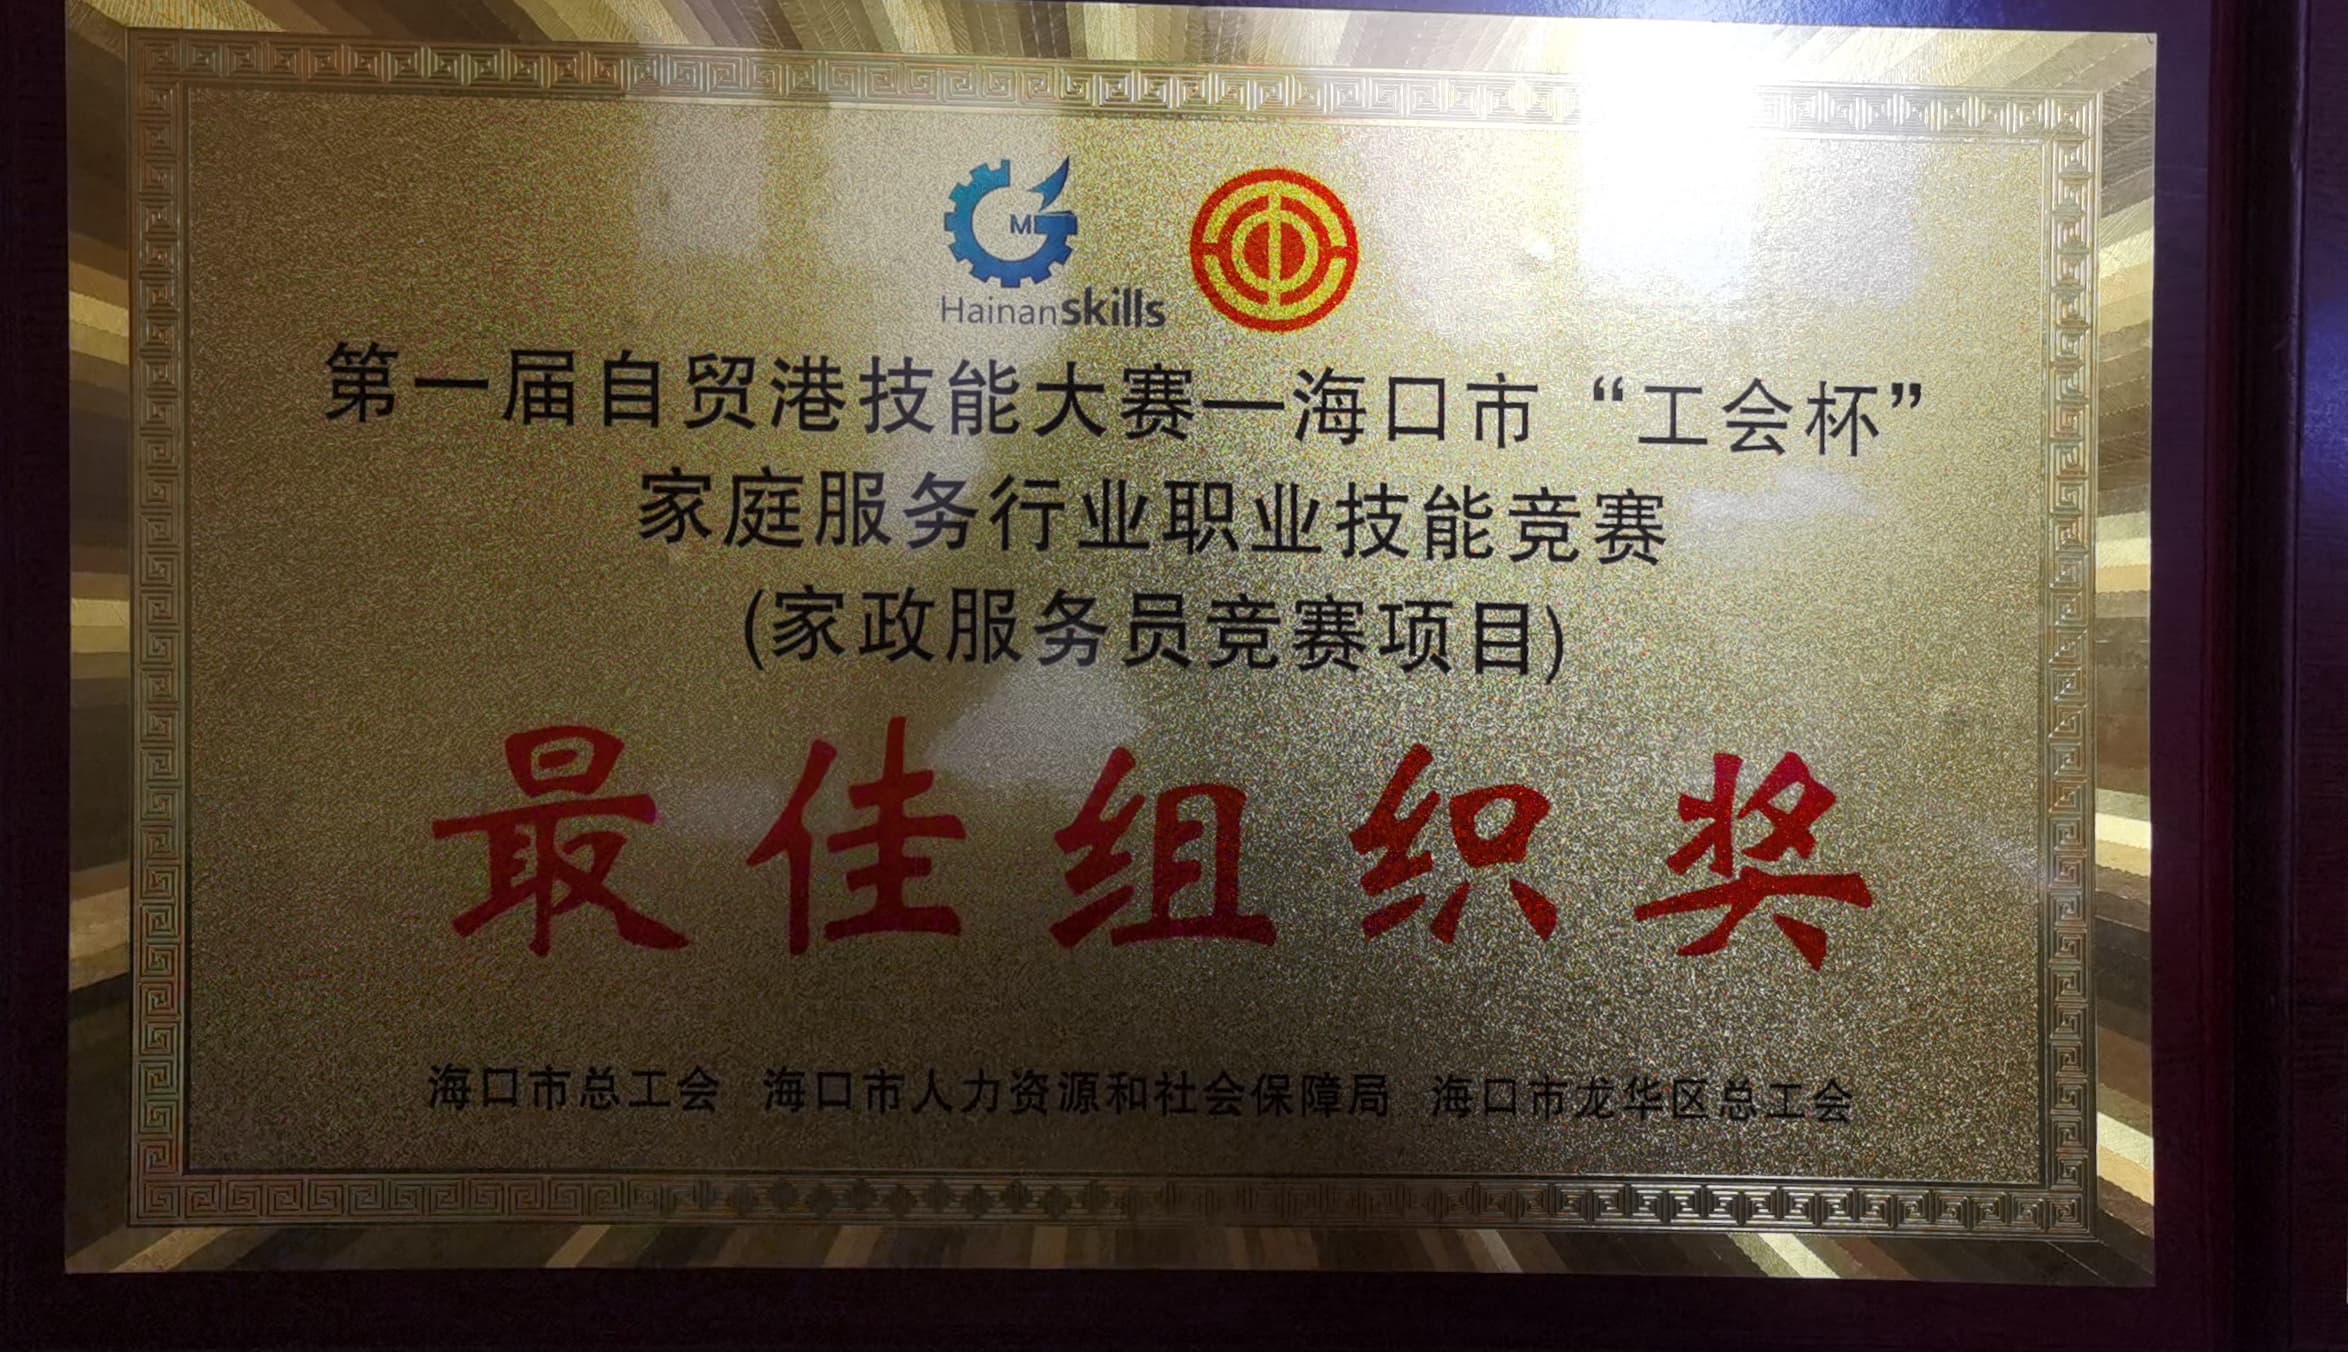 Hainanskills
第一届自贸港技能大赛—海口市“工会杯”
家庭服务行业职业技能竞赛
(家政服务员竞赛项目)
最佳组织奖
海口市总工会 海口市人力资源和社会保障局 海口市龙华区总工会